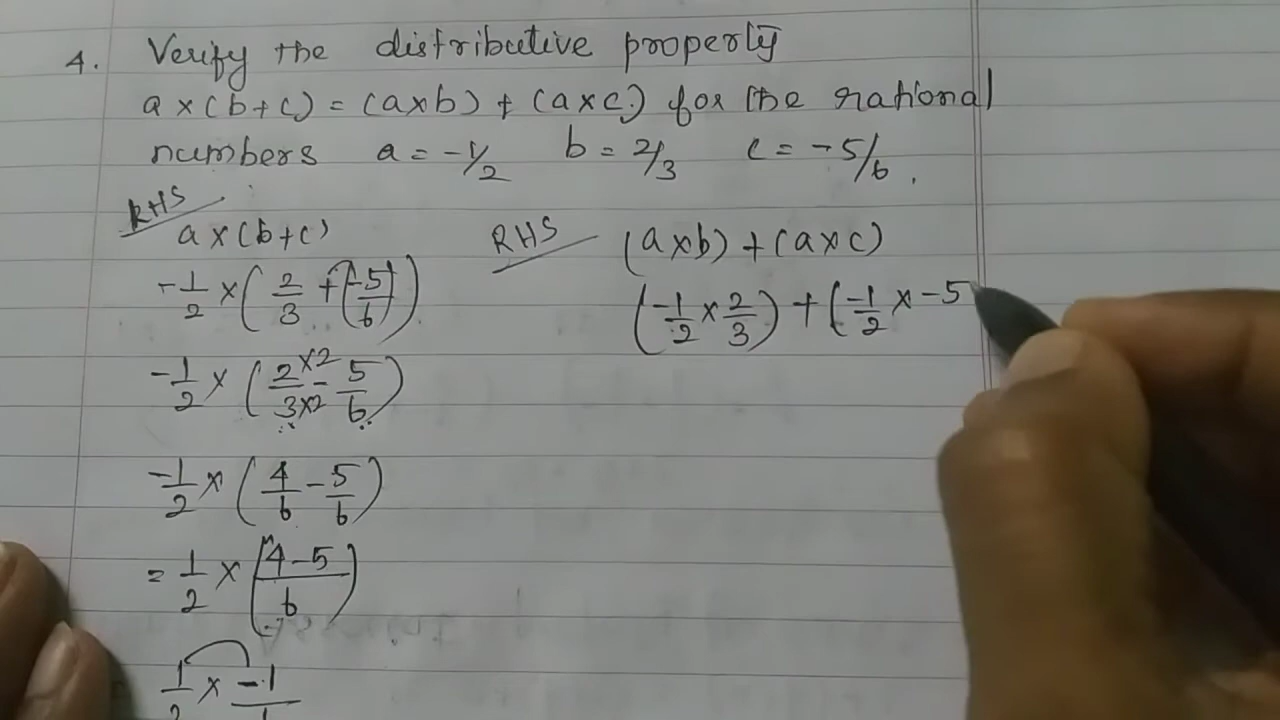 4. Verify the distributive property
a × (b+c) = (a×b) + (a×c) for the rational
numbers a = -1/2 b = 2/3 c = -5/6 .
RHS
a × (b+c)
-1/2 × ( 2/3 + (-5/6) )
-1/2 × ( 2×2/3×2 - 5/6 )
-1/2 × ( 4/6 - 5/6 )
= 1/2 × ( 4-5/6 )
1/2 × -1
RHS (a×b) + (a×c)
( -1/2 × 2/3 ) + ( -1/2 × -5